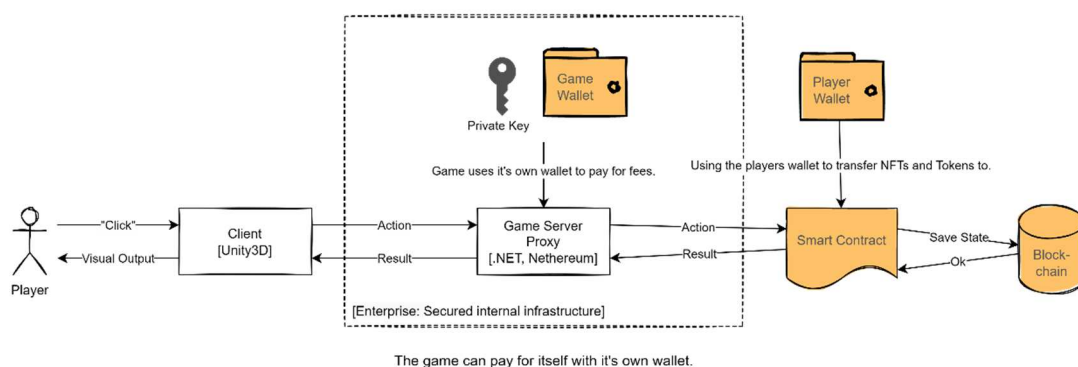 Game
Wallet
Private Key
Player
Wallet
Game uses it's own wallet to pay for fees.
Using the players wallet to transfer NFTs and Tokens to.
"Click"
Visual Output
Player
Client
[Unity3D]
Action
Result
Game Server
Proxy
[.NET, Nethereum]
Action
Result
Smart Contract
Save State
Ok
Block-
chain
[Enterprise: Secured internal infrastructure]
The game can pay for itself with it's own wallet.